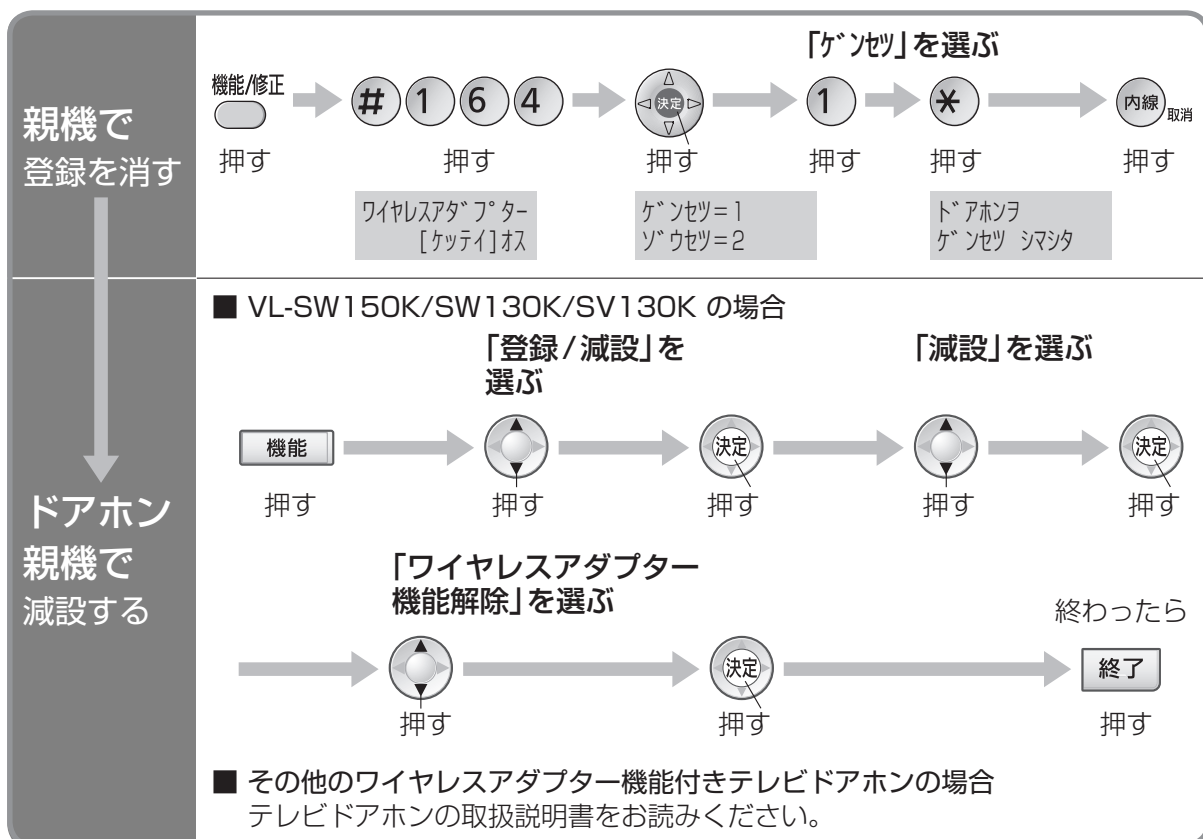 親機で
登録を消す
「ｹﾞﾝｾﾂ」を選ぶ
機能/修正
# 1 6 4
決定
1
＊
内線
取消
押す
押す
押す
押す
押す
押す
ﾜｲﾔﾚｽｱﾀﾞﾌﾟﾀｰ
[ｹｯﾃｲ]ｵｽ
ｹﾞﾝｾﾂ=1
ｿﾞｳｾﾂ=2
ﾄﾞｱﾎﾝｦ
ｹﾞﾝｾﾂ ｼﾏｼﾀ
ドアホン
親機で
減設する
■ VL-SW150K/SW130K/SV130K の場合
「登録/減設」を
選ぶ
「減設」を選ぶ
機能
決定
決定
押す
押す
押す
押す
押す
「ワイヤレスアダプター
機能解除」を選ぶ
終わったら
決定
終了
押す
押す
押す
■ その他のワイヤレスアダプター機能付きテレビドアホンの場合
テレビドアホンの取扱説明書をお読みください。